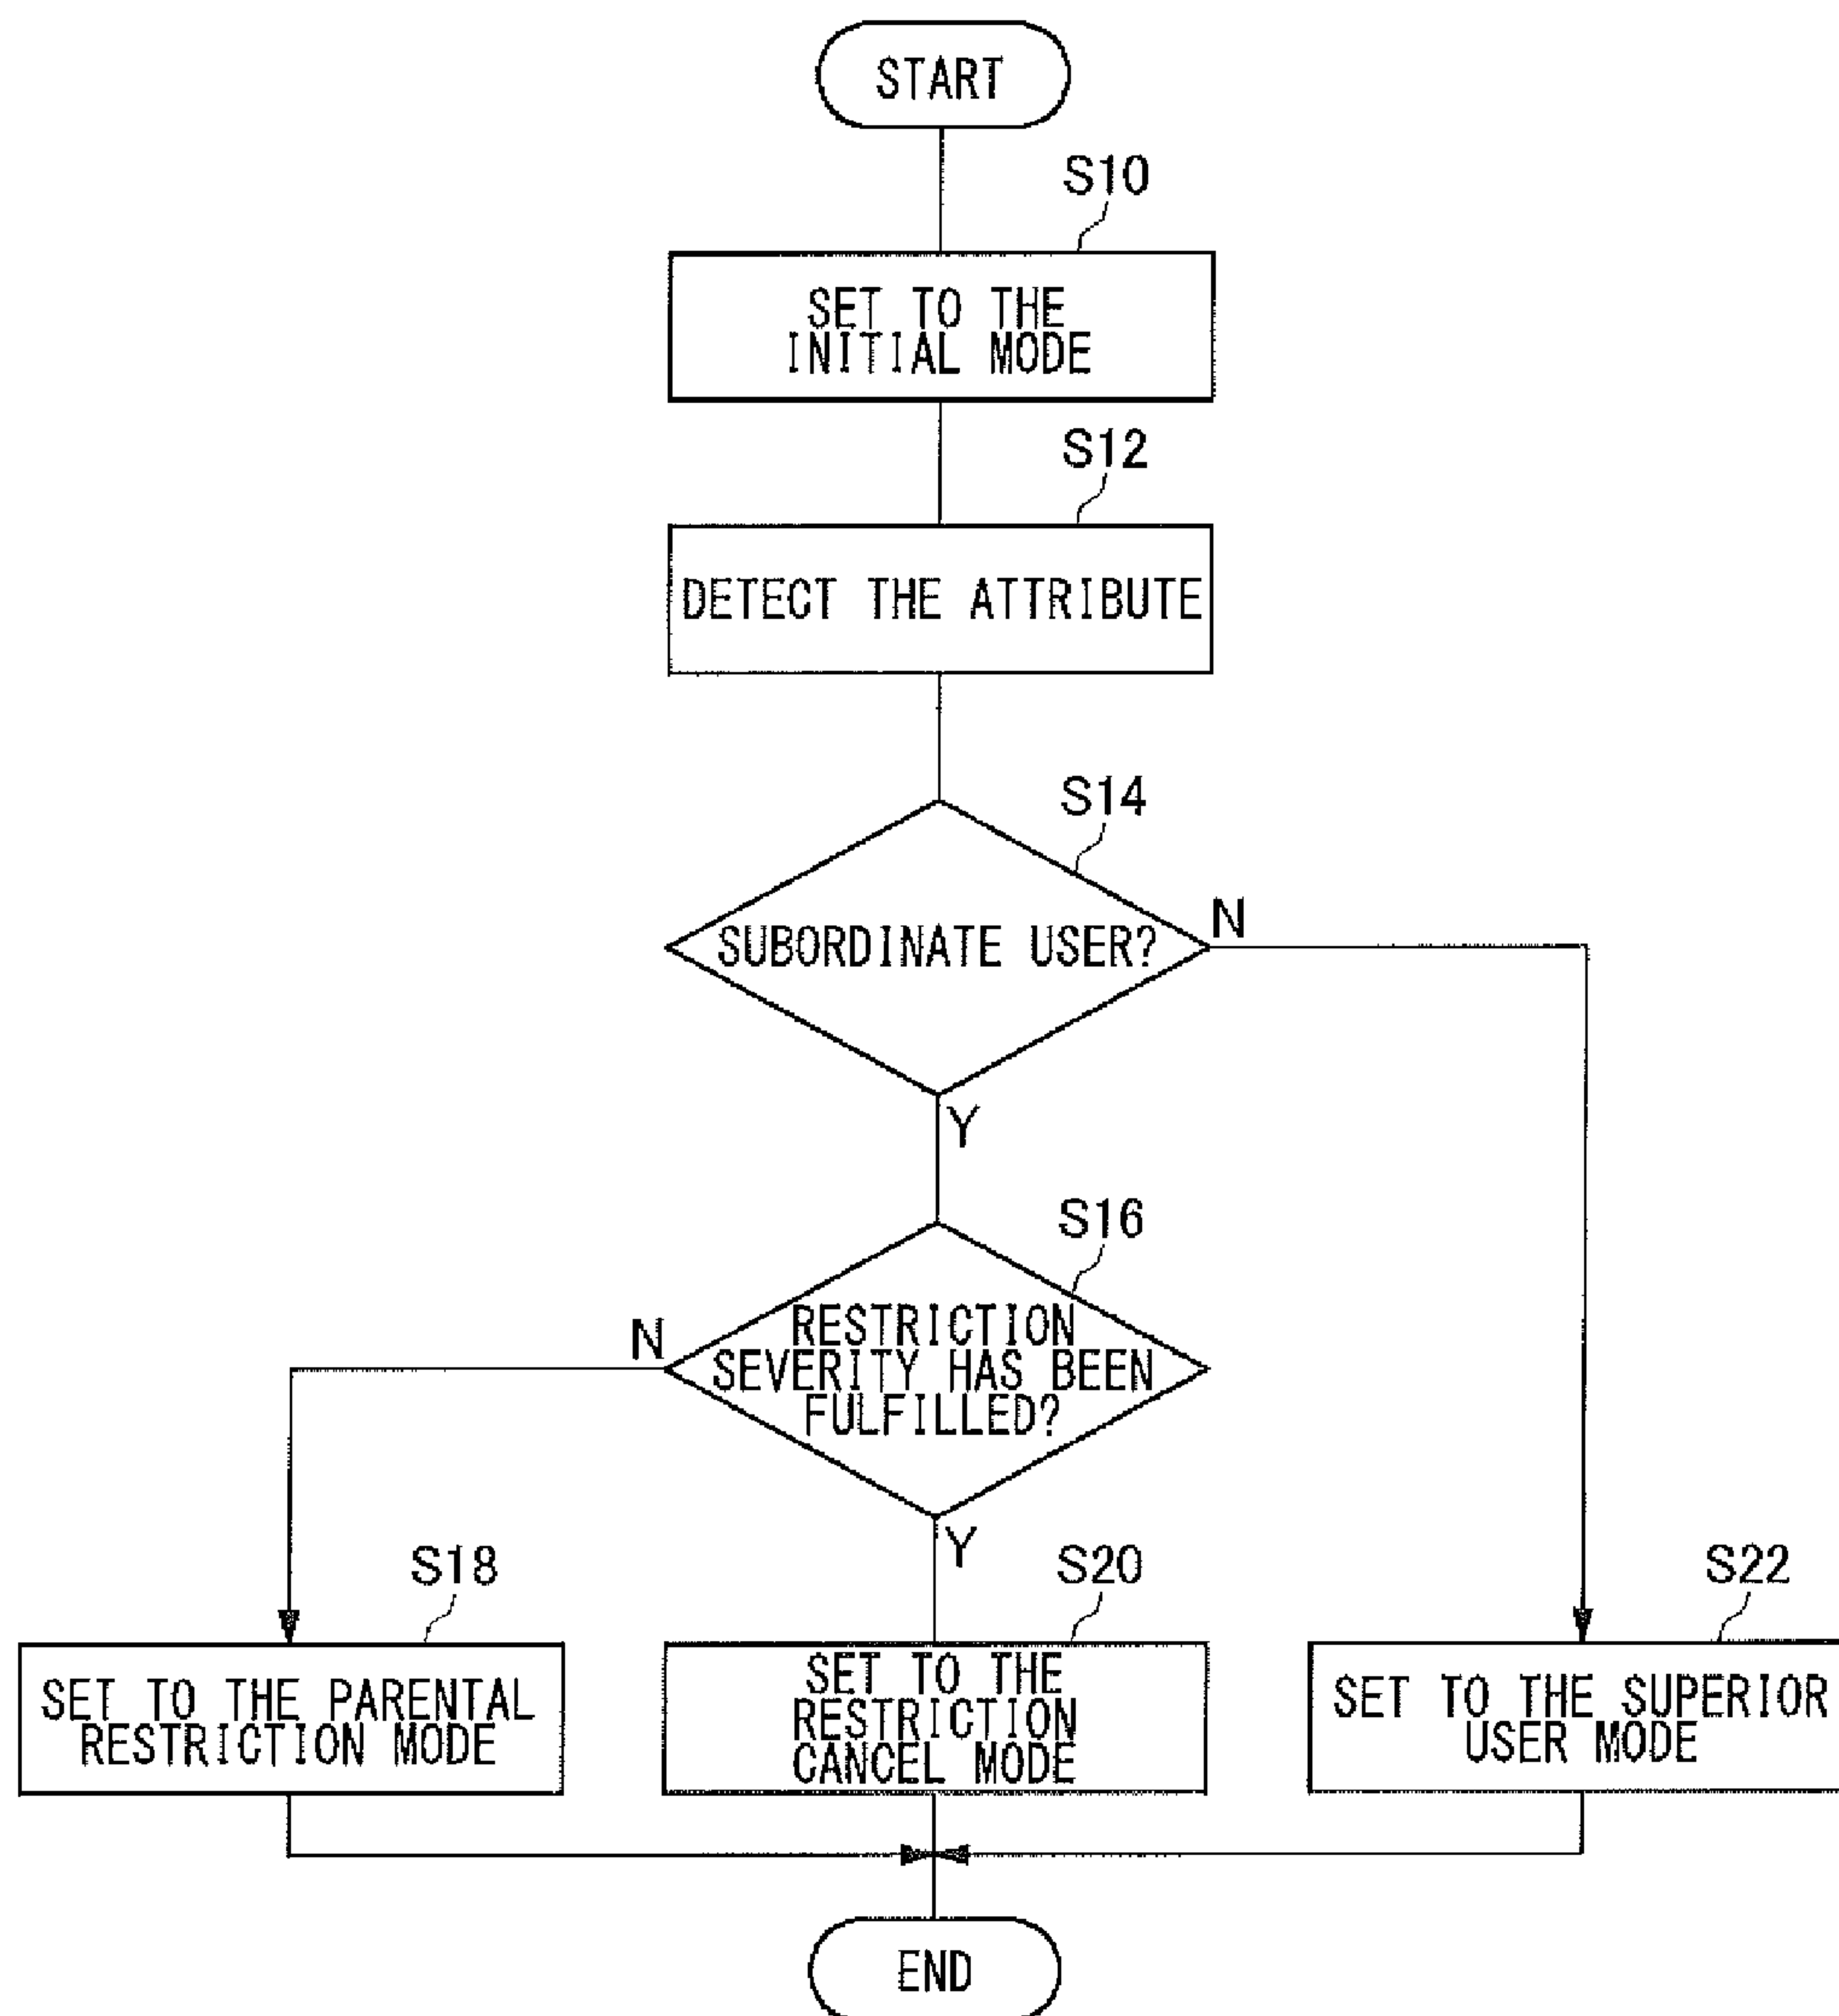 START
S10
SET TO THE
INITIAL MODE
S12
DETECT THE ATTRIBUTE
S14
SUBORDINATE USER?
N
Y
S16
RESTRICTION
SEVERITY HAS BEEN
FULFILLED?
N
Y
S18
SET TO THE PARENTAL
RESTRICTION MODE
S20
SET TO THE
RESTRICTION
CANCEL MODE
S22
SET TO THE SUPERIOR
USER MODE
END